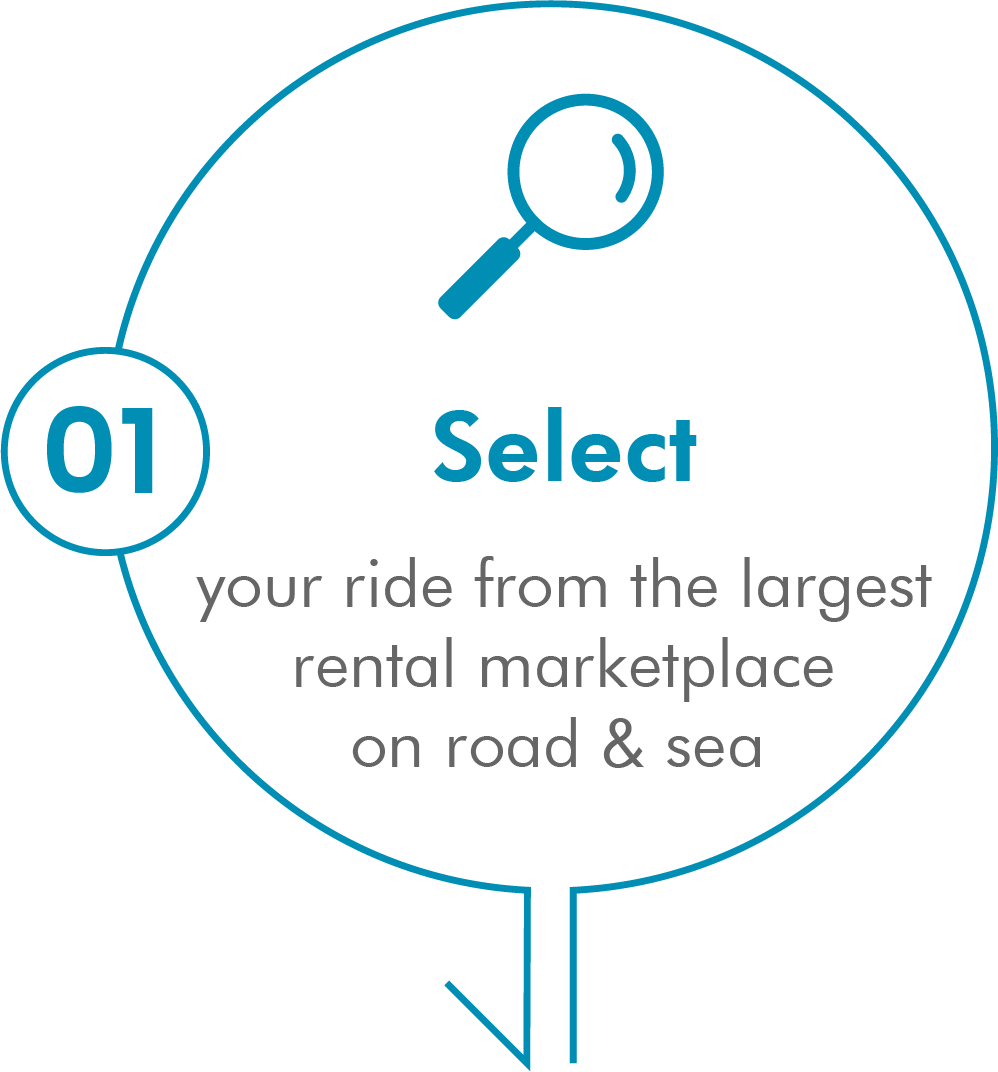 01
Select
your ride from the largest
rental marketplace
on road & sea